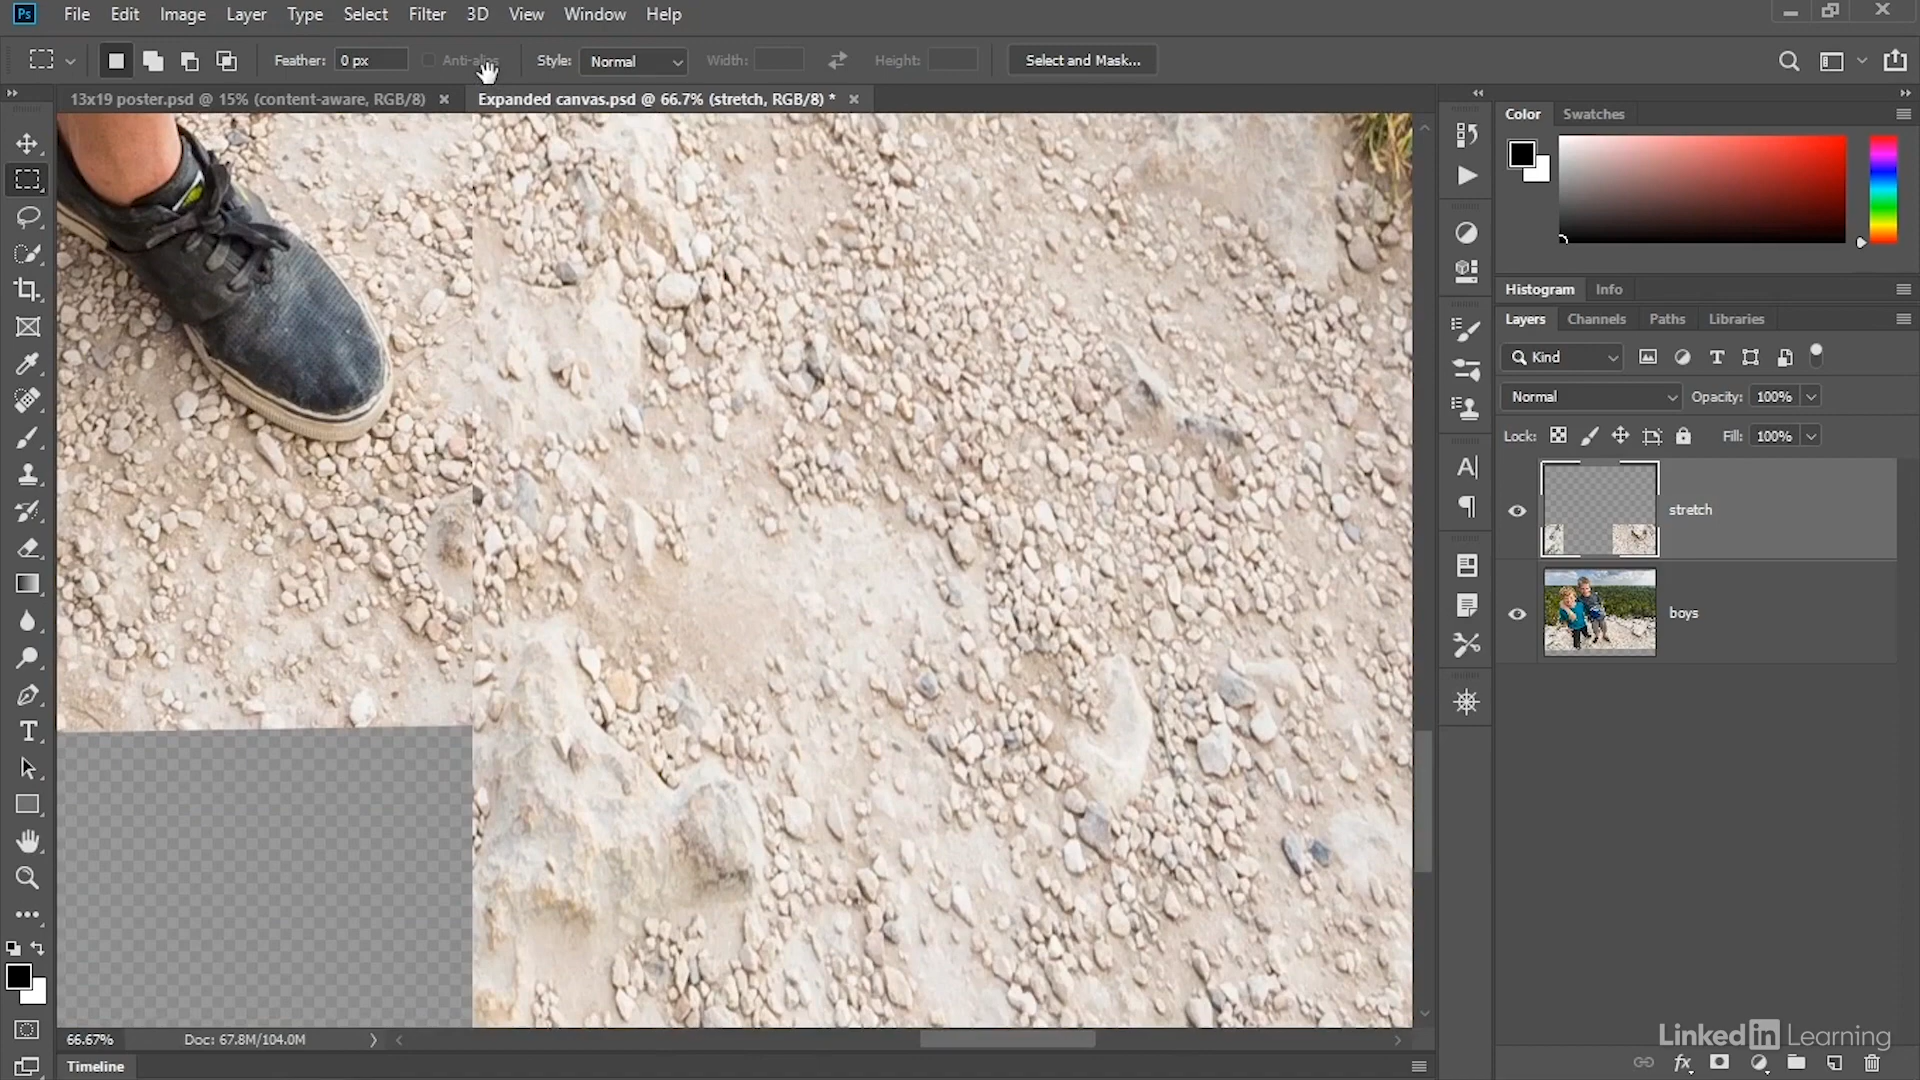 Ps File Edit Image Layer Type Select Filter 3D View Window Help
Feather: 0 px Anti-alias Style: Normal Width: Height: Select and Mask...
13x19 poster.psd @ 15% (content-aware, RGB/8) Expanded canvas.psd @ 66.7% (stretch, RGB/8) *
Color Swatches
Histogram Info
Layers Channels Paths Libraries
Kind
Normal Opacity: 100%
Lock: Fill: 100%
stretch
boys
66.67% Doc: 67.8M/104.0M
Timeline
Linked in Learning